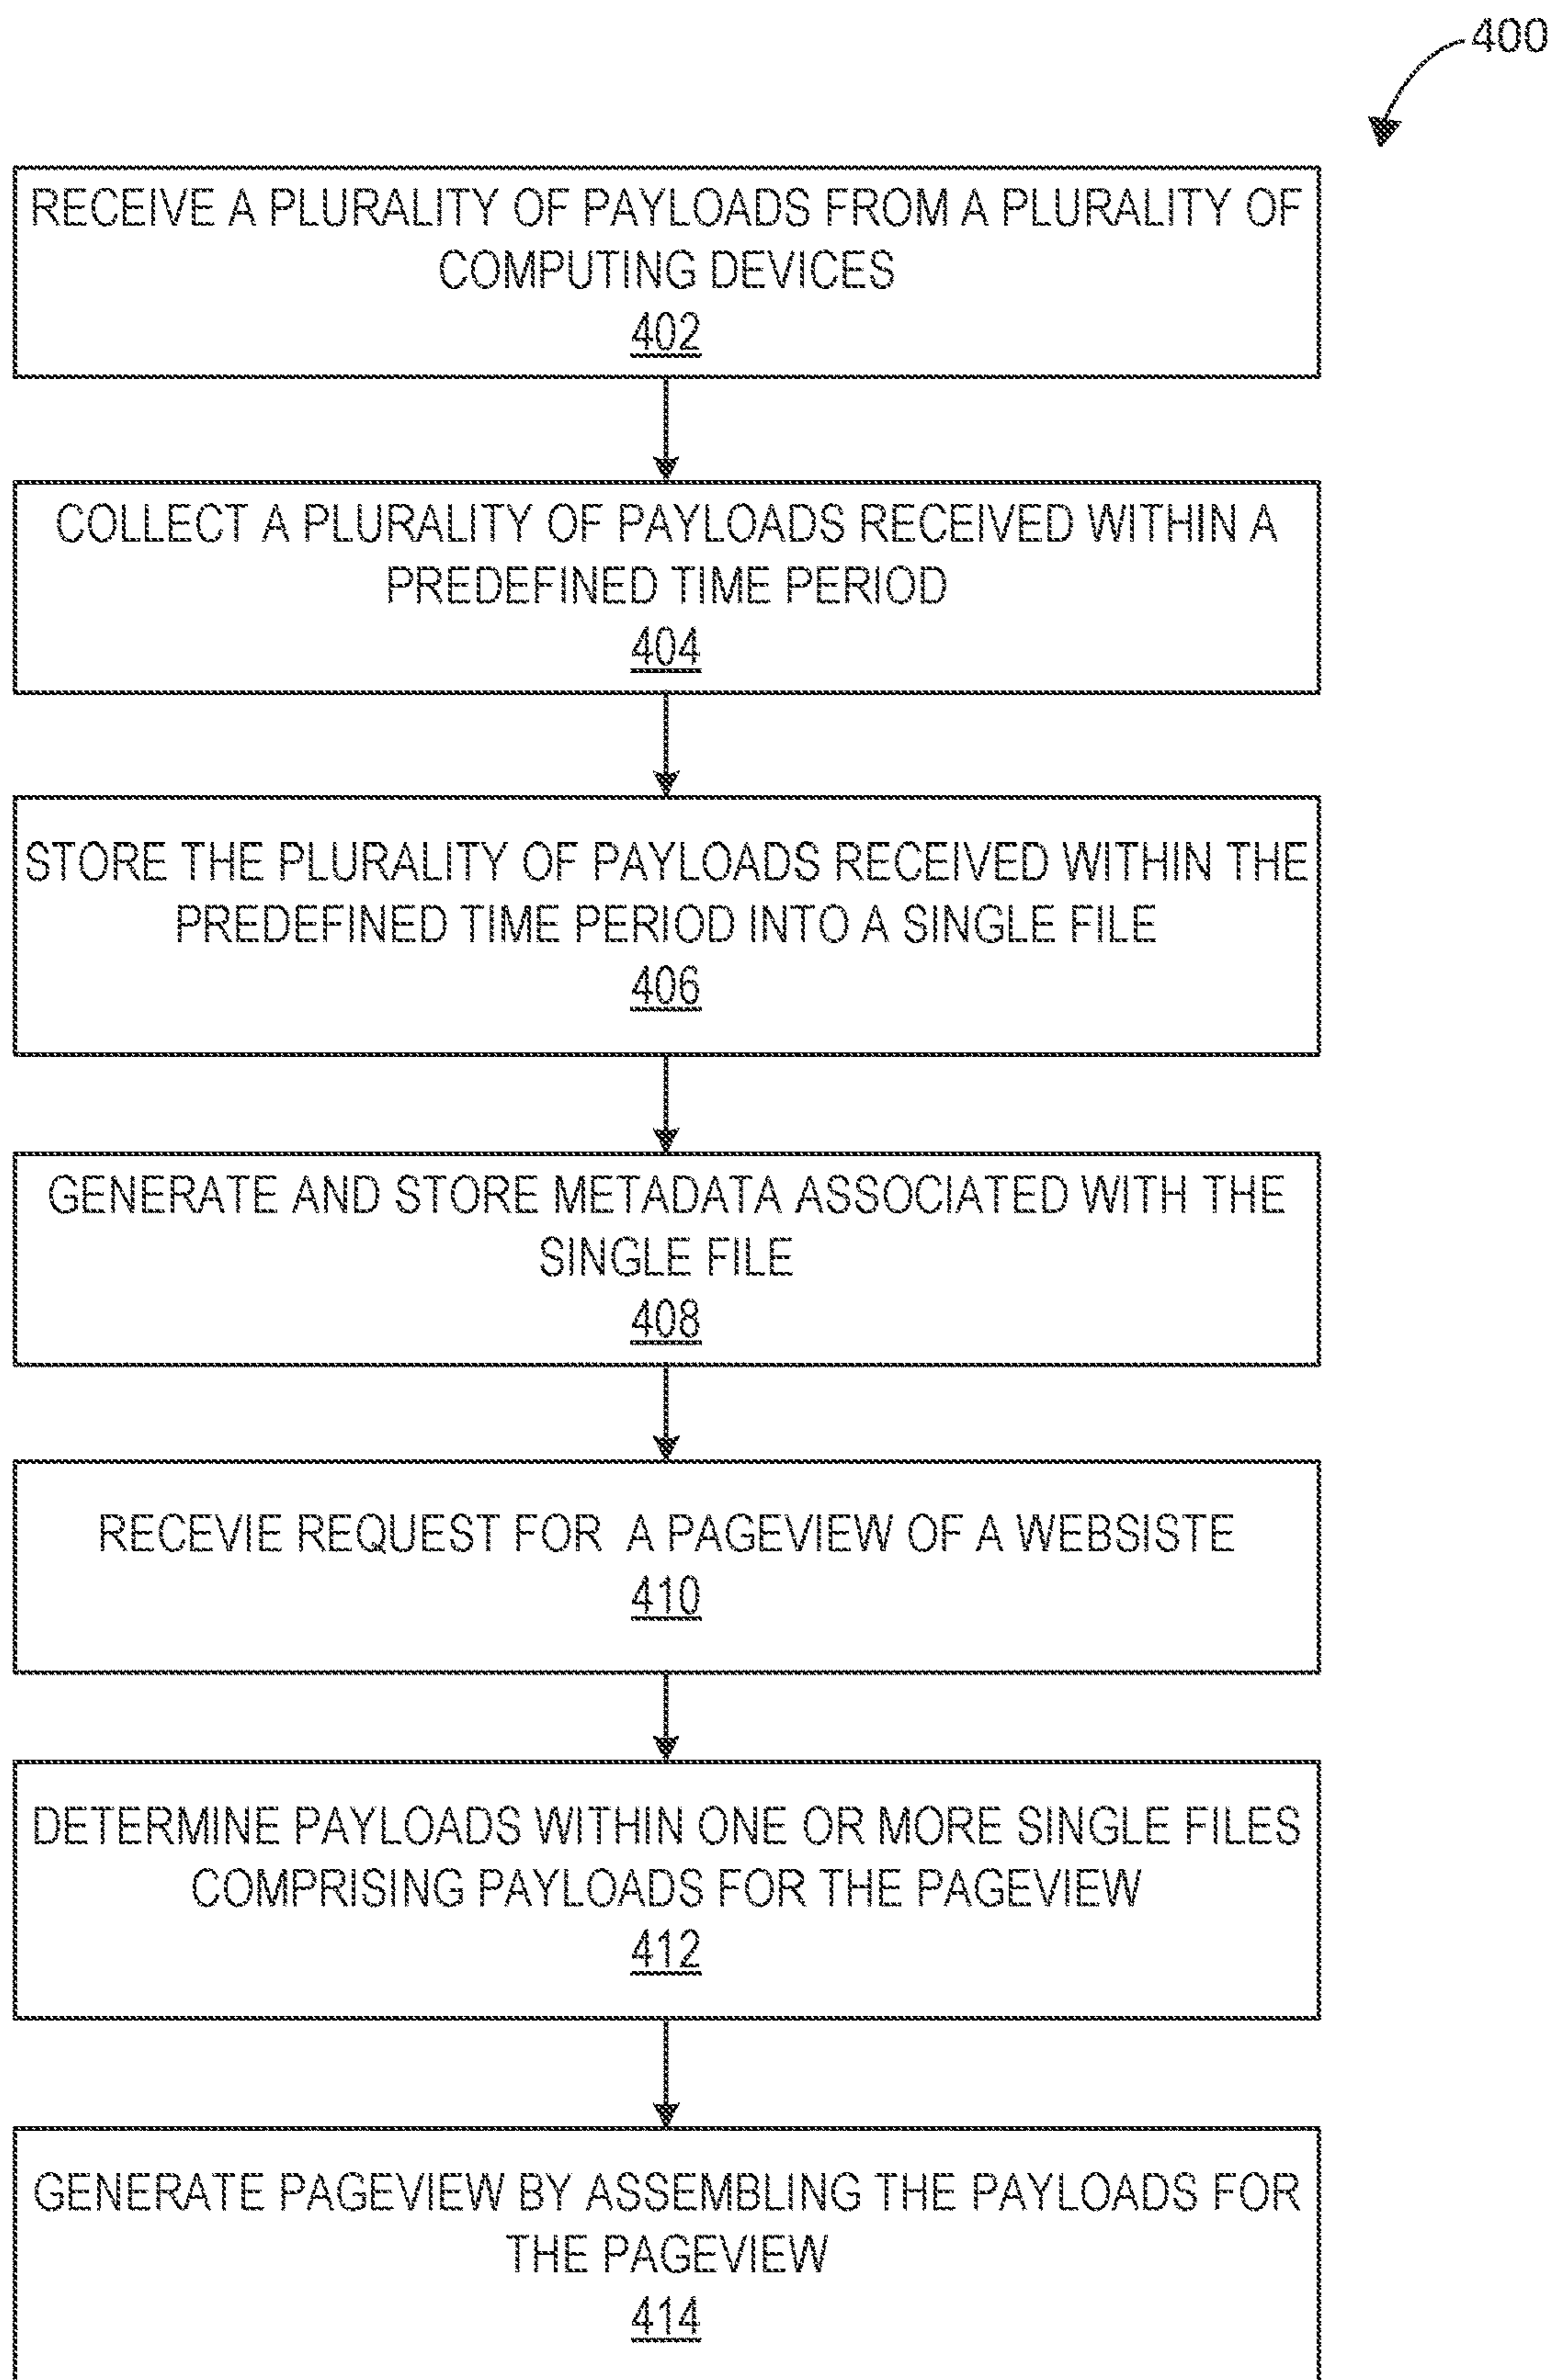 400
RECEIVE A PLURALITY OF PAYLOADS FROM A PLURALITY OF
COMPUTING DEVICES
402
COLLECT A PLURALITY OF PAYLOADS RECEIVED WITHIN A
PREDEFINED TIME PERIOD
404
STORE THE PLURALITY OF PAYLOADS RECEIVED WITHIN THE
PREDEFINED TIME PERIOD INTO A SINGLE FILE
406
GENERATE AND STORE METADATA ASSOCIATED WITH THE
SINGLE FILE
408
RECEVIE REQUEST FOR A PAGEVIEW OF A WEBSISTE
410
DETERMINE PAYLOADS WITHIN ONE OR MORE SINGLE FILES
COMPRISING PAYLOADS FOR THE PAGEVIEW
412
GENERATE PAGEVIEW BY ASSEMBLING THE PAYLOADS FOR
THE PAGEVIEW
414